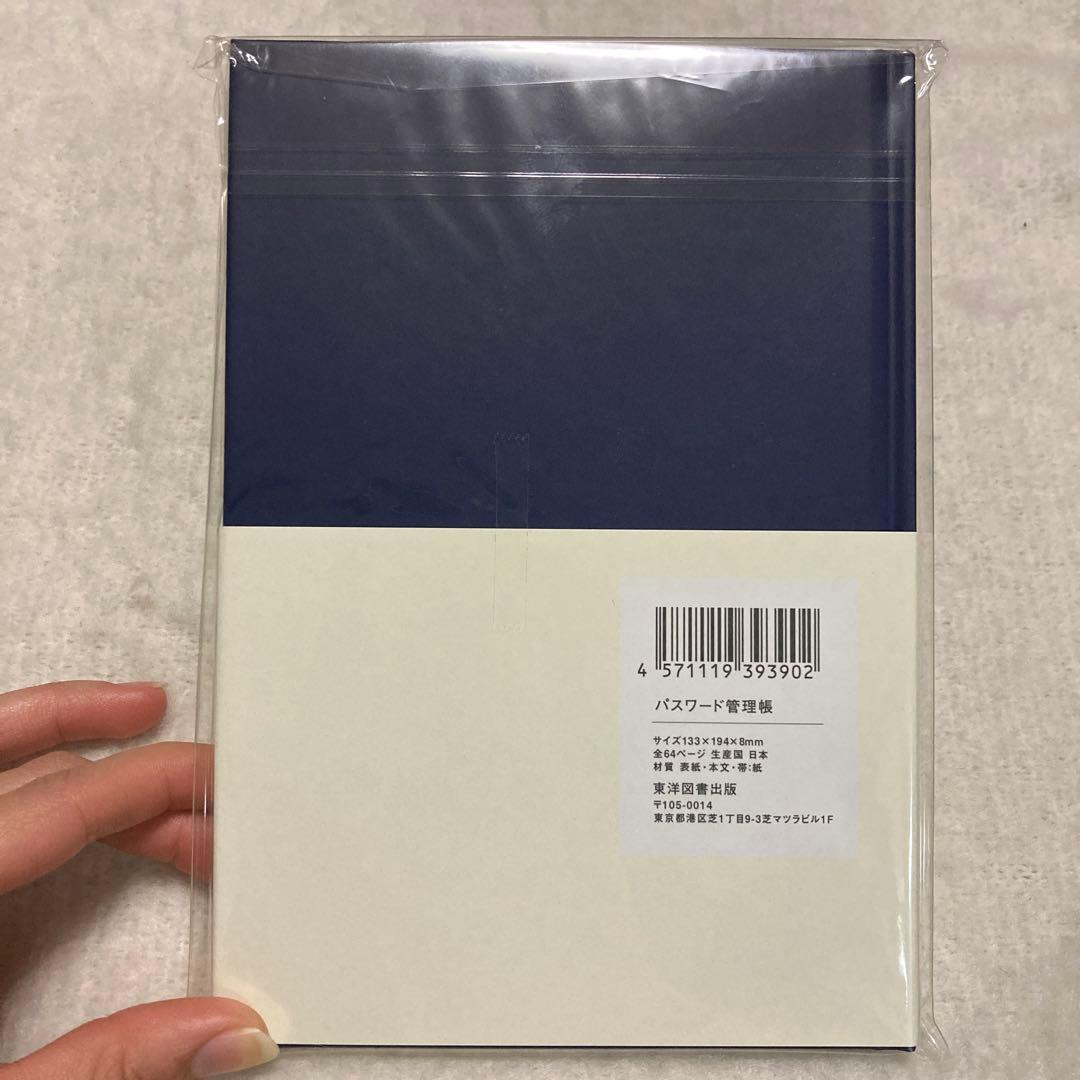 4 571119 393902
パスワード管理帳
サイズ133×194×8mm
全64ページ 生産国 日本
材質 表紙・本文・帯:紙
東洋図書出版
〒105-0014
東京都港区芝1丁目9-3芝マツラビル1F